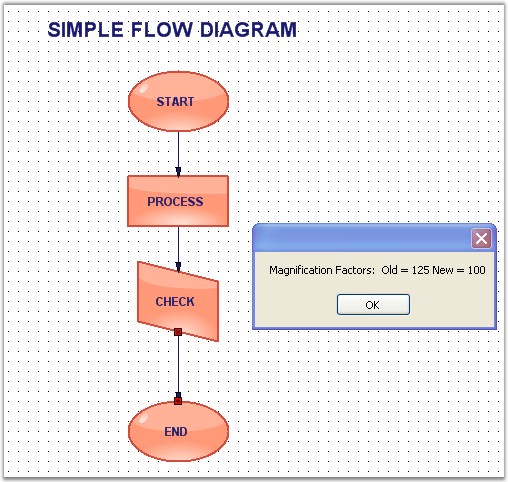 SIMPLE FLOW DIAGRAM
START
PROCESS
CHECK
END
Magnification Factors: Old = 125 New = 100
OK